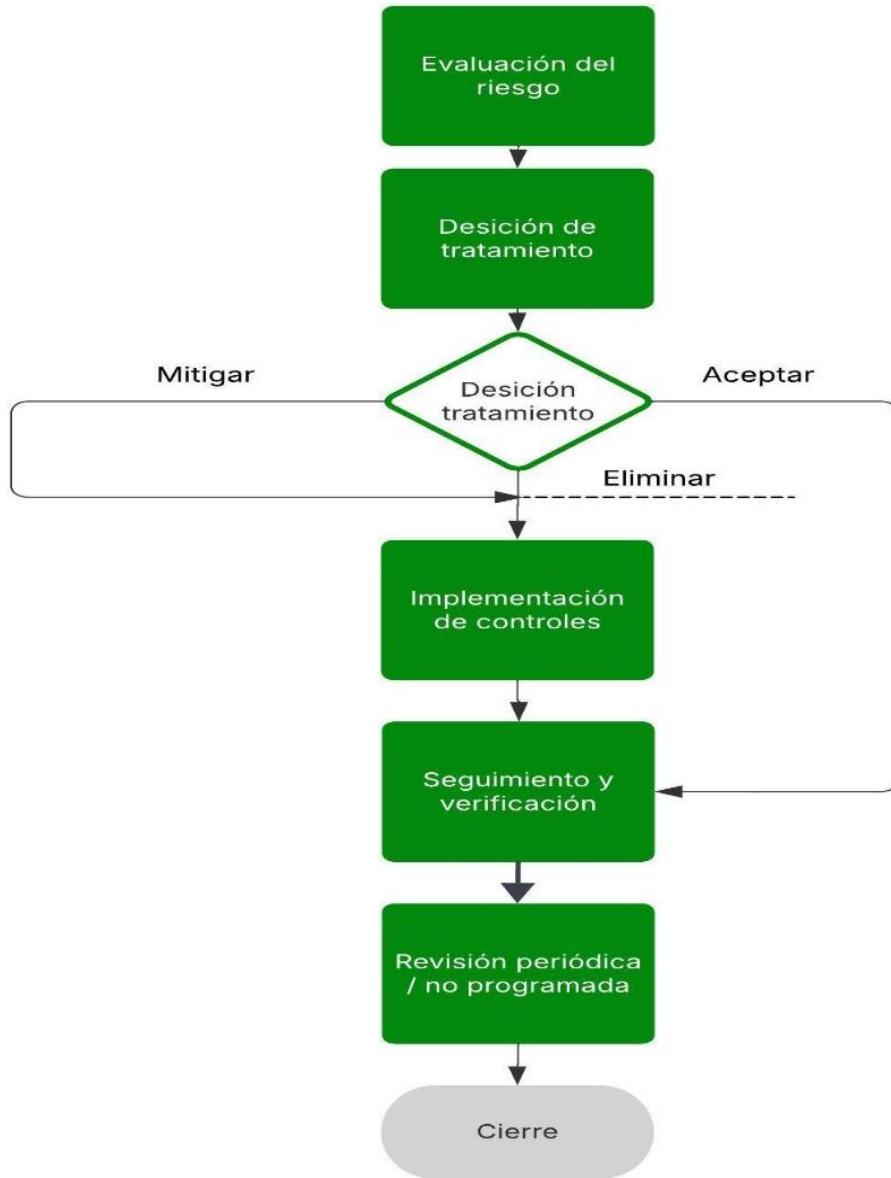 Evaluación del
riesgo
Desición de
tratamiento
Mitigar
Desición
tratamiento
Aceptar
Eliminar
Implementación
de controles
Seguimiento y
verificación
Revisión periódica
/ no programada
Cierre